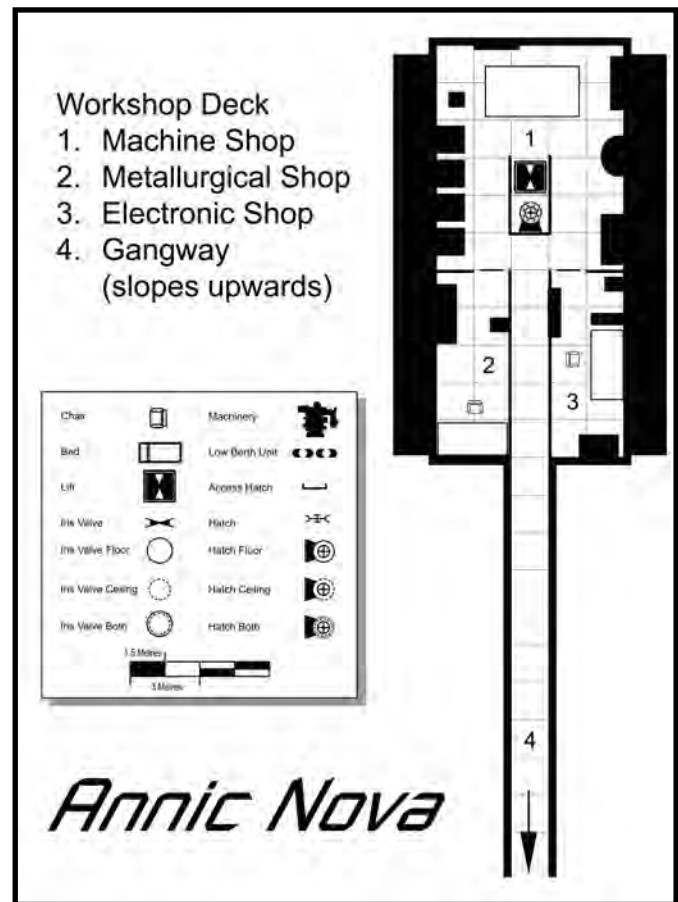 Workshop Deck
1. Machine Shop
2. Metallurgical Shop
3. Electronic Shop
4. Gangway
(slopes upwards)
Chair
Machinery
Bed
Low Berth Unit
Lift
Access Hatch
Iris Valve
Hatch
Iris Valve Floor
Hatch Floor
Iris Valve Ceiling
Hatch Ceiling
Iris Valve Both
Hatch Both
1.5 Metres
3 Metres
Annic Nova
1
2
3
4